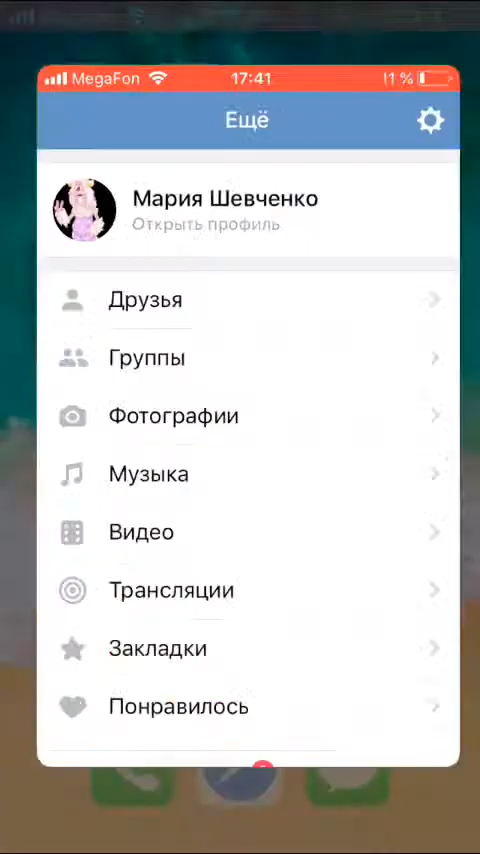 MegaFon 17:41 11 %
Ещё
Мария Шевченко
Открыть профиль
Друзья
Группы
Фотографии
Музыка
Видео
Трансляции
Закладки
Понравилось